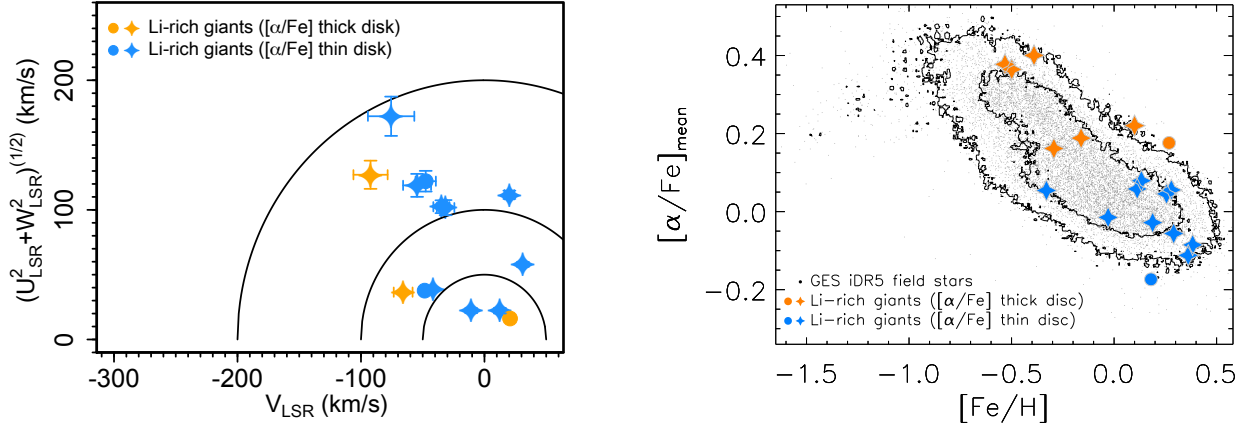 Li-rich giants ([α/Fe] thick disk)
Li-rich giants ([α/Fe] thin disk)
(U²LSR+W²LSR)^(1/2) (km/s)
200
100
0
-300
-200
-100
0
VLSR (km/s)
[α/Fe]mean
0.4
0.2
0.0
−0.2
GES iDR5 field stars
Li−rich giants ([α/Fe] thick disc)
Li−rich giants ([α/Fe] thin disc)
−1.5
−1.0
−0.5
0.0
0.5
[Fe/H]